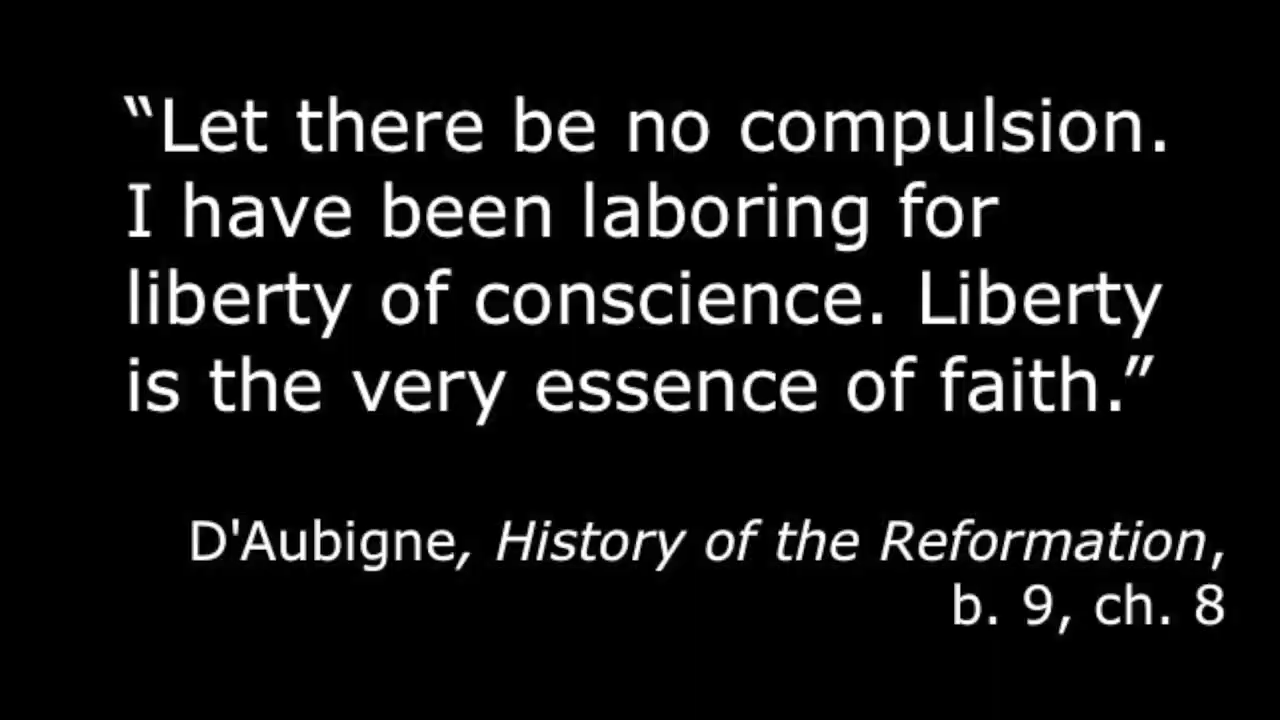 “Let there be no compulsion.
I have been laboring for
liberty of conscience. Liberty
is the very essence of faith.”
D'Aubigne, History of the Reformation,
b. 9, ch. 8